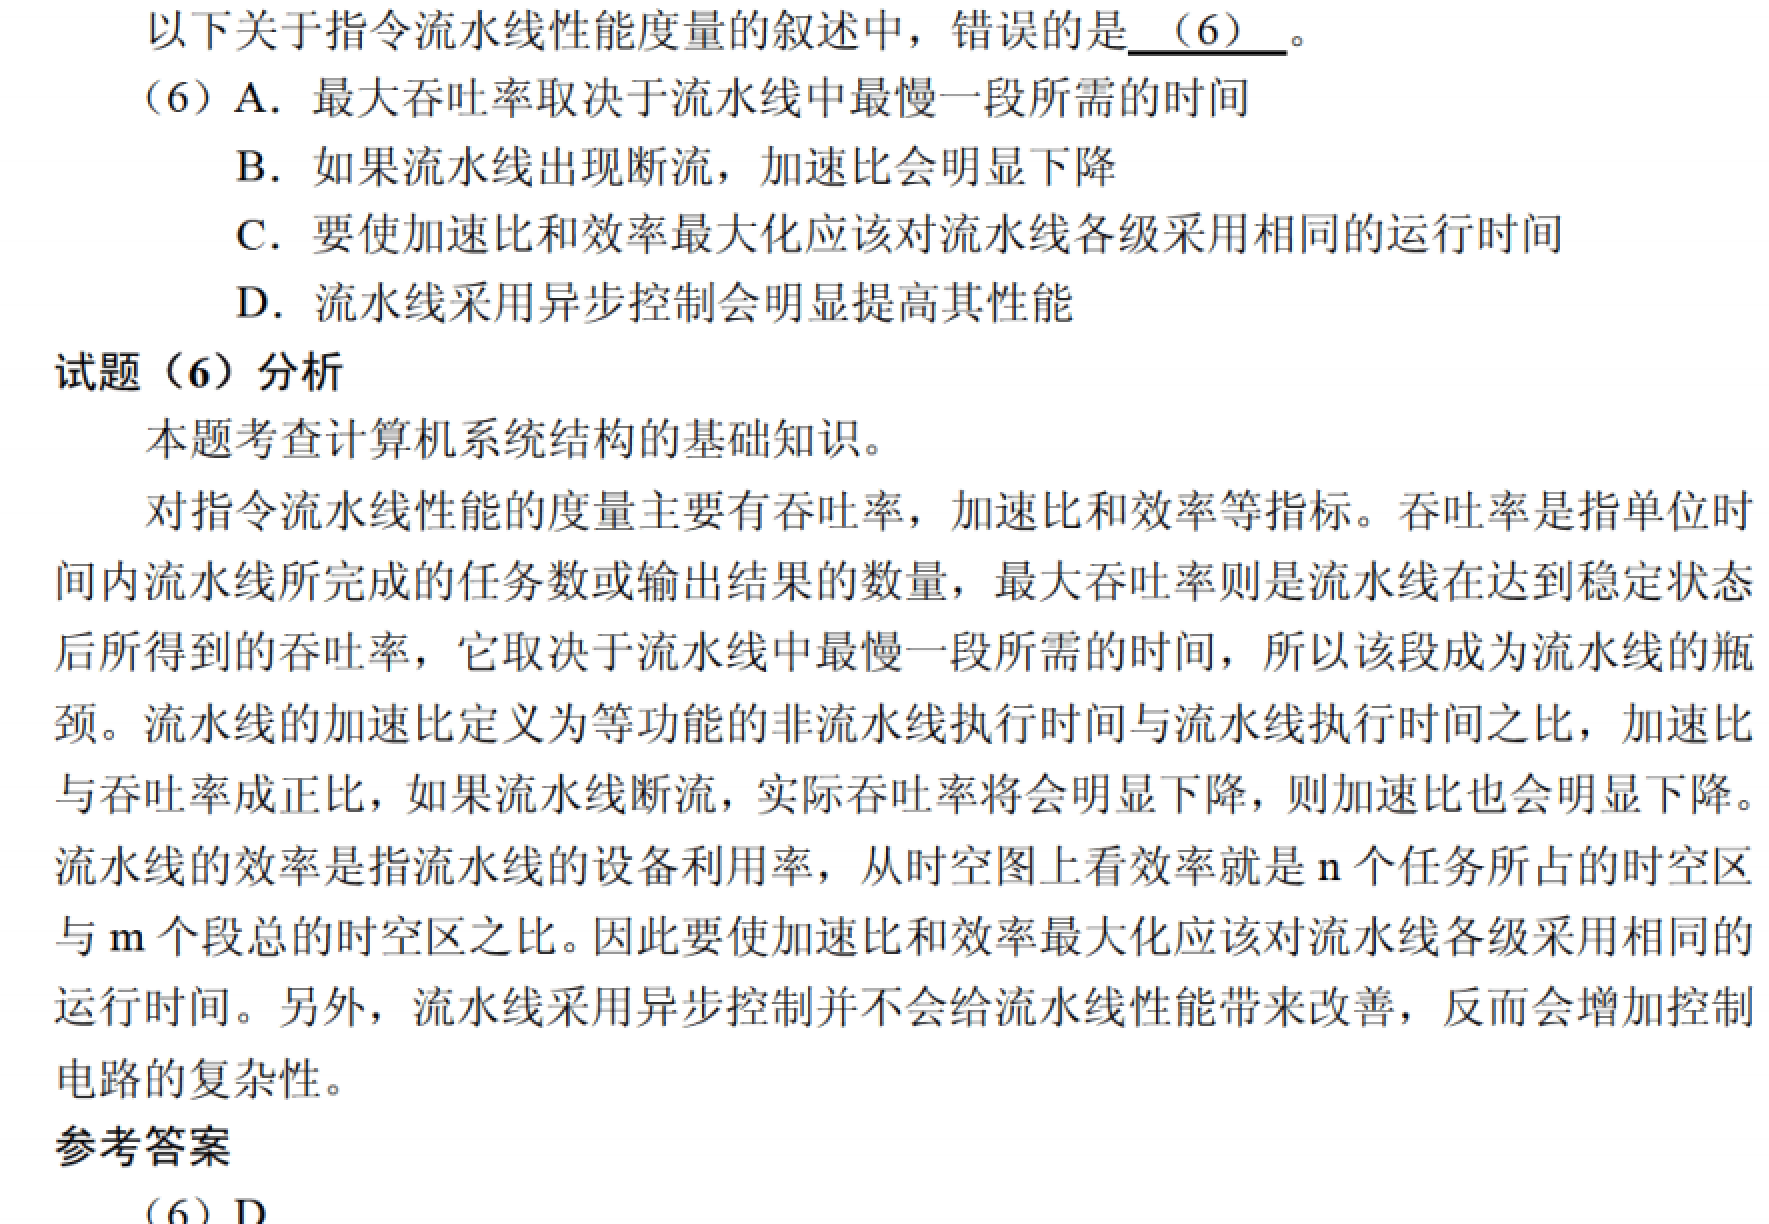 以下关于指令流水线性能度量的叙述中，错误的是 （6） 。
（6）A．最大吞吐率取决于流水线中最慢一段所需的时间
B．如果流水线出现断流，加速比会明显下降
C．要使加速比和效率最大化应该对流水线各级采用相同的运行时间
D．流水线采用异步控制会明显提高其性能
试题（6）分析
本题考查计算机系统结构的基础知识。
对指令流水线性能的度量主要有吞吐率，加速比和效率等指标。吞吐率是指单位时
间内流水线所完成的任务数或输出结果的数量，最大吞吐率则是流水线在达到稳定状态
后所得到的吞吐率，它取决于流水线中最慢一段所需的时间，所以该段成为流水线的瓶
颈。流水线的加速比定义为等功能的非流水线执行时间与流水线执行时间之比，加速比
与吞吐率成正比，如果流水线断流，实际吞吐率将会明显下降，则加速比也会明显下降。
流水线的效率是指流水线的设备利用率，从时空图上看效率就是 n 个任务所占的时空区
与 m 个段总的时空区之比。因此要使加速比和效率最大化应该对流水线各级采用相同的
运行时间。另外，流水线采用异步控制并不会给流水线性能带来改善，反而会增加控制
电路的复杂性。
参考答案
（6）D